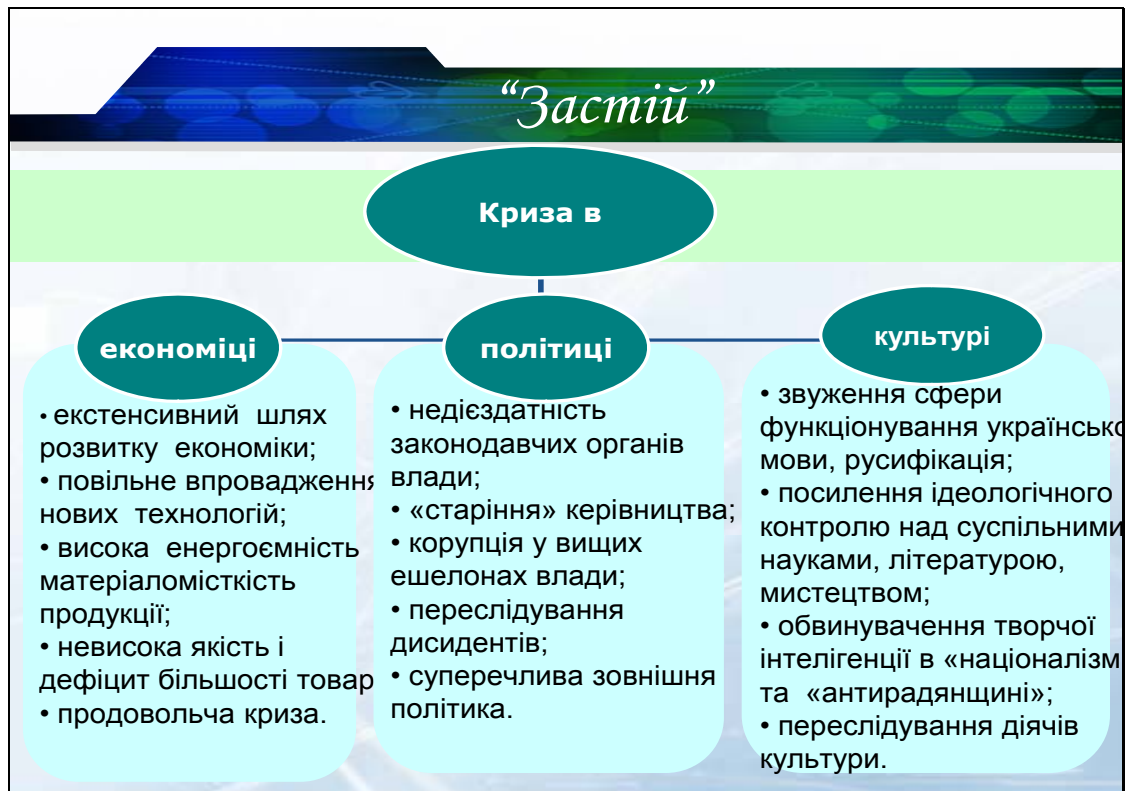 “Застій”
Криза в
економіці
• екстенсивний шлях
розвитку економіки;
• повільне впровадження
нових технологій;
• висока енергоємність
матеріаломісткість
продукції;
• невисока якість і
дефіцит більшості товар
• продовольча криза.
політиці
• недієздатність
законодавчих органів
влади;
• «старіння» керівництва;
• корупція у вищих
ешелонах влади;
• переслідування
дисидентів;
• суперечлива зовнішня
політика.
культурі
• звуження сфери
функціонування українсько
мови, русифікація;
• посилення ідеологічного
контролю над суспільними
науками, літературою,
мистецтвом;
• обвинувачення творчої
інтелігенції в «націоналізм
та «антирадянщині»;
• переслідування діячів
культури.